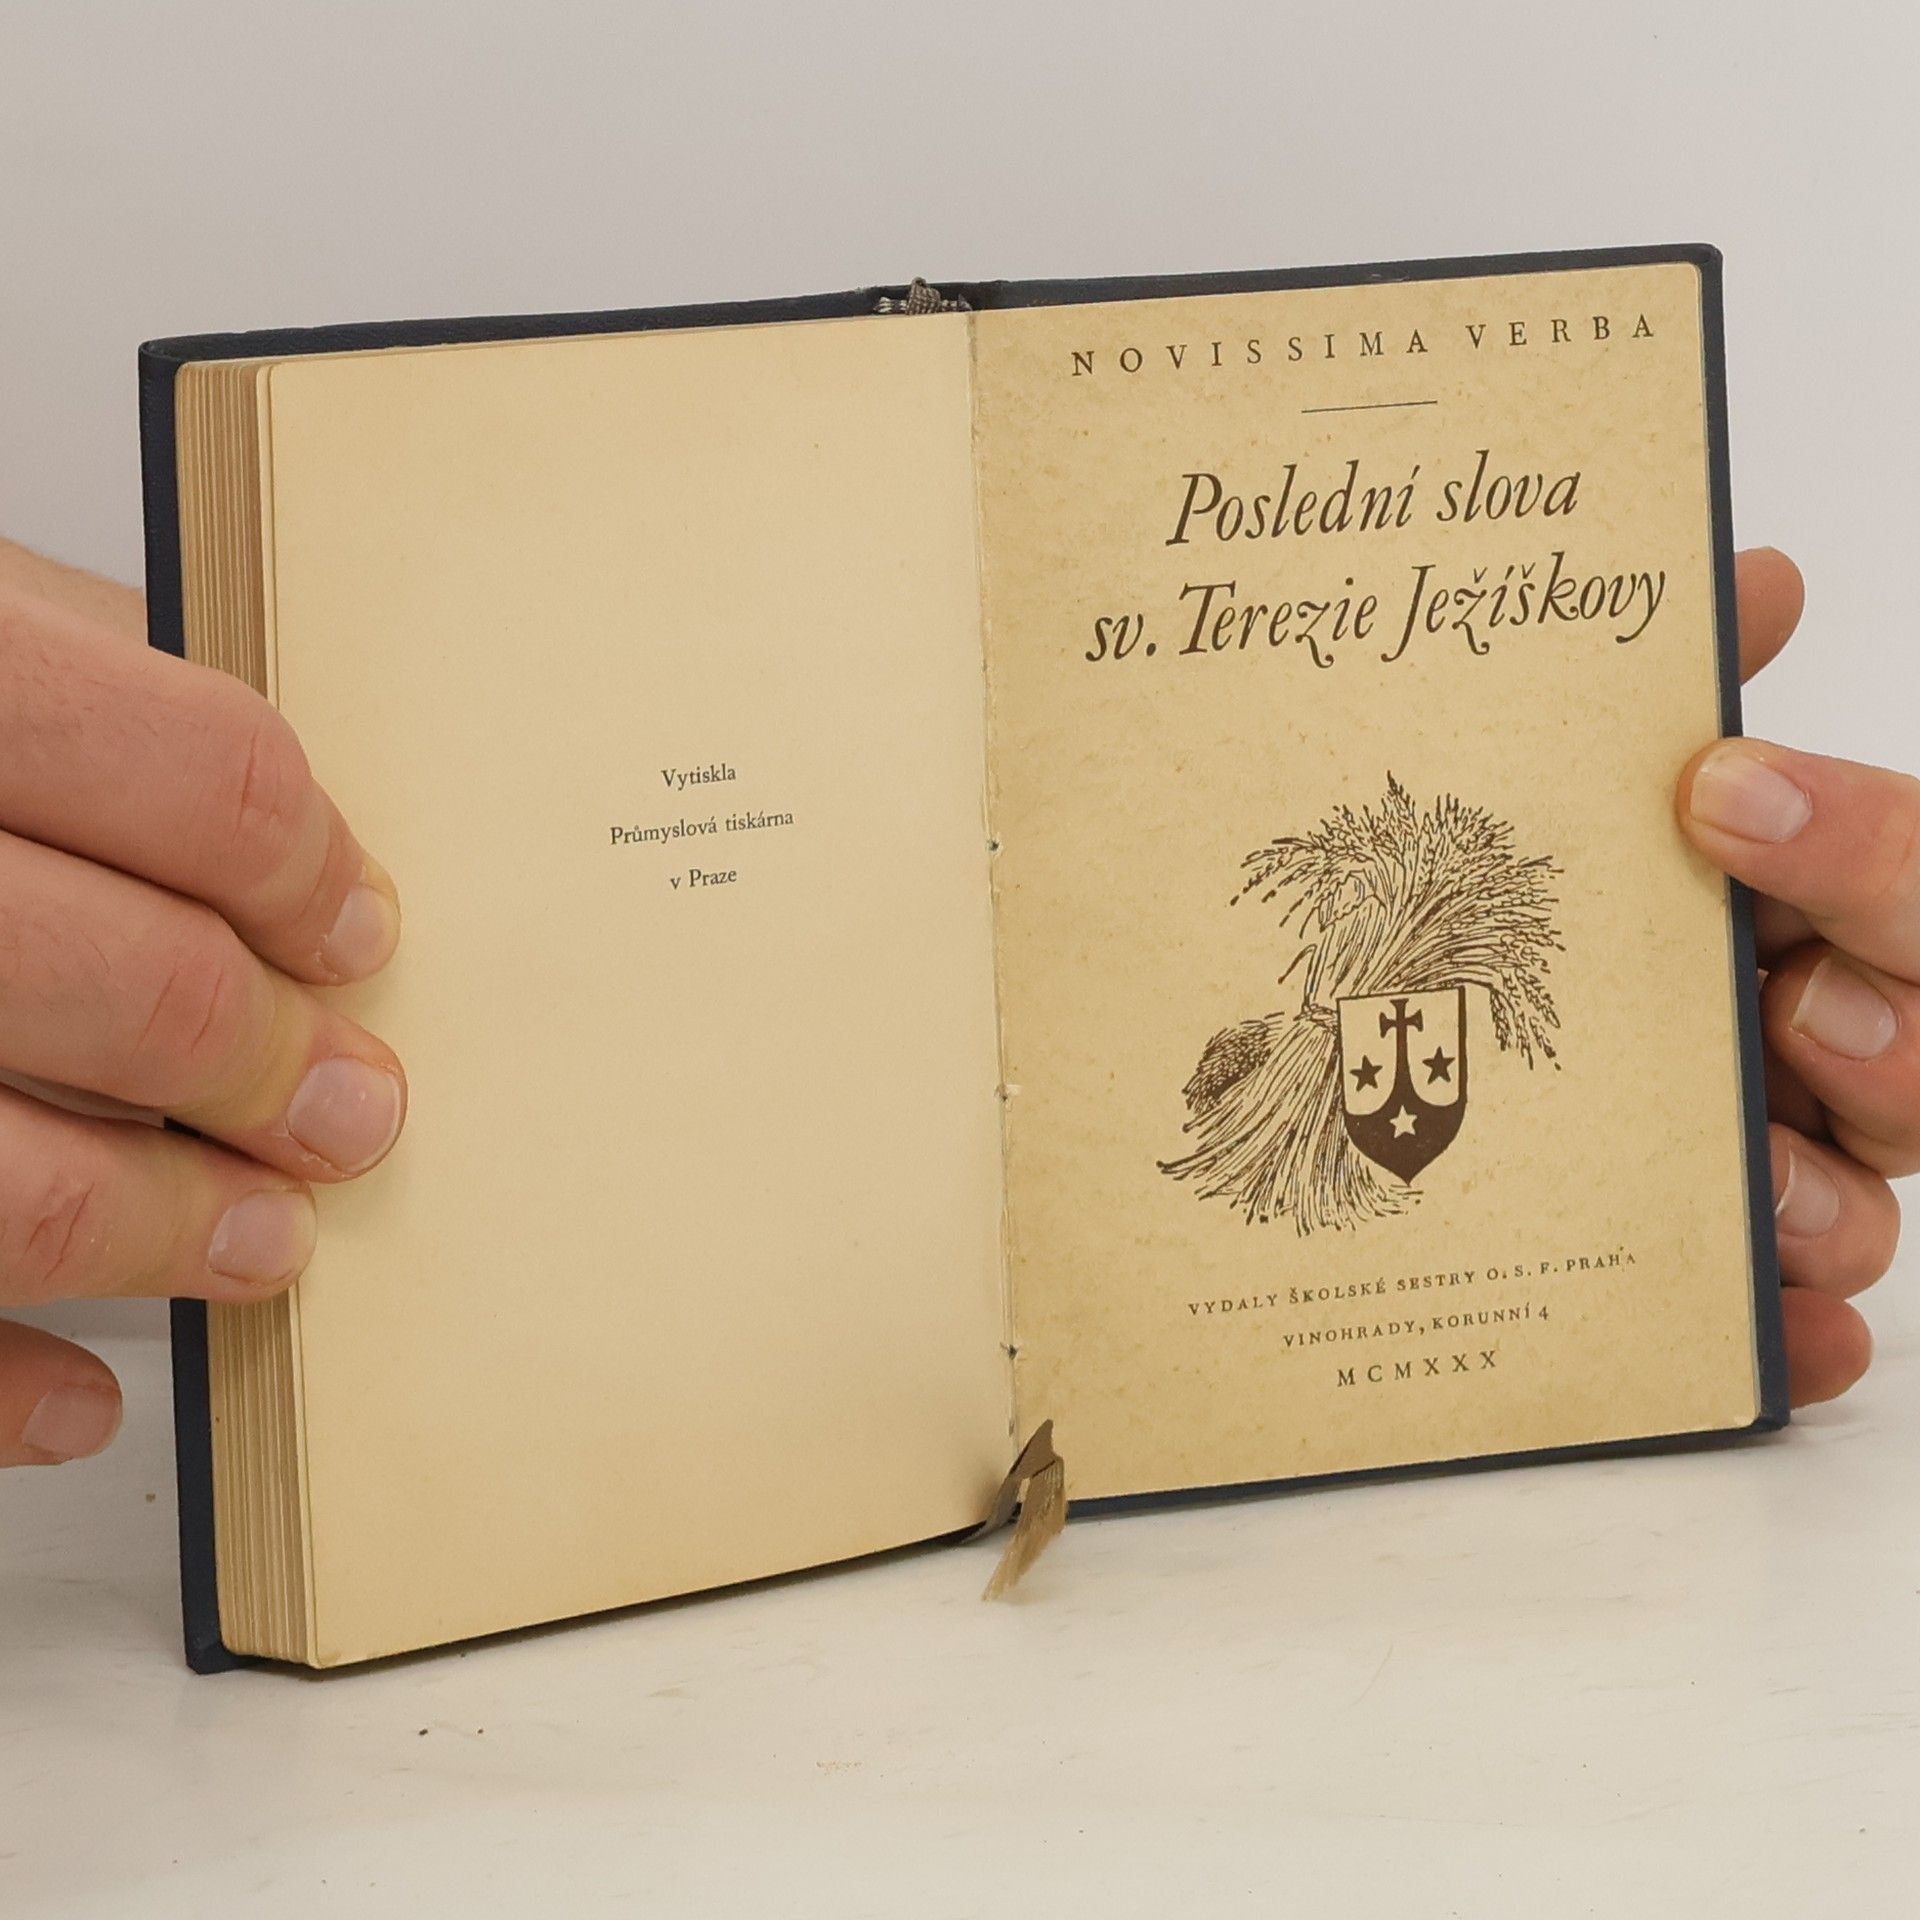 Vytiskla
Průmyslová tiskárna
v Praze
NOVISSIMA VERBA
Poslední slova
sv. Terezie Ježíškovy
VYDALY ŠKOLSKÉ SESTRY O. S. F. PRAHA
VINOHRADY, KORUNNÍ 4
MCMXXX